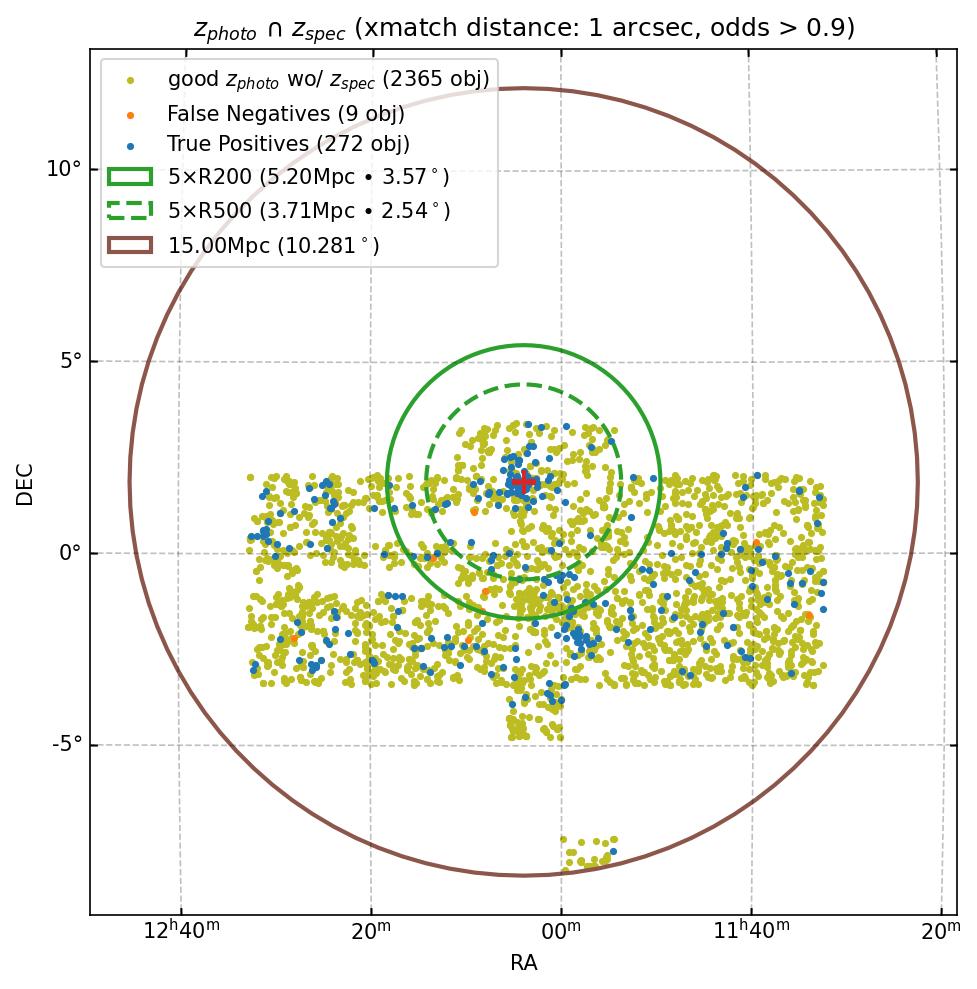 z_photo ∩ z_spec (xmatch distance: 1 arcsec, odds > 0.9)
good z_photo wo/ z_spec (2365 obj)
False Negatives (9 obj)
True Positives (272 obj)
5×R200 (5.20Mpc • 3.57°)
5×R500 (3.71Mpc • 2.54°)
15.00Mpc (10.281°)
10°
5°
0°
-5°
DEC
12h40m
20m
00m
11h40m
20m
RA